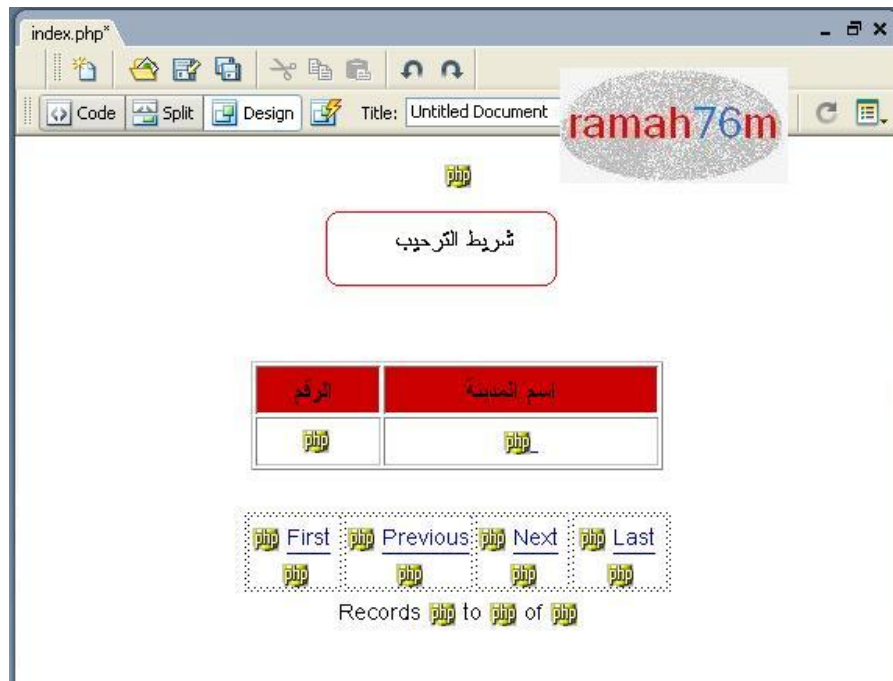 index.php*
Code Split Design Title: Untitled Document
ramah76m
php
شريط الترحيب
اسم المدينة الرقم
php php
php First php Previous php Next php Last
php php php php
Records php to php of php